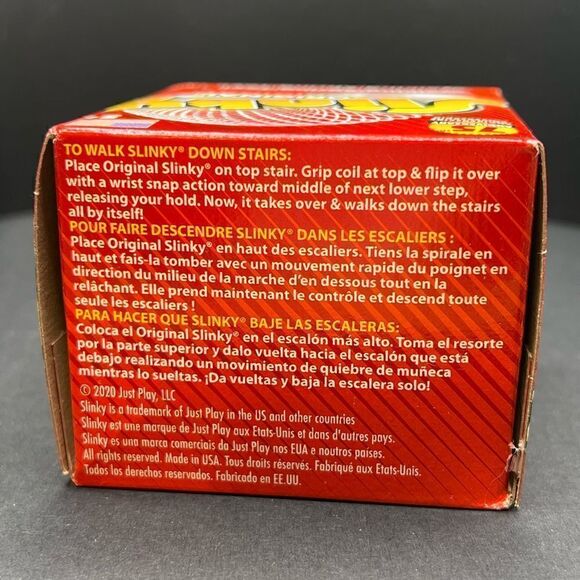 TO WALK SLINKY® DOWN STAIRS:
Place Original Slinky® on top stair. Grip coil at top & flip it over
with a wrist snap action toward middle of next lower step,
releasing your hold. Now, it takes over & walks down the stairs
all by itself!
POUR FAIRE DESCENDRE SLINKY® DANS LES ESCALIERS :
Place Original Slinky® en haut des escaliers. Tiens la spirale en
haut et fais-la tomber avec un mouvement rapide du poignet en
direction du milieu de la marche d'en dessous tout en la
relâchant. Elle prend maintenant le contrôle et descend toute
seule les escaliers !
PARA HACER QUE SLINKY® BAJE LAS ESCALERAS:
Coloca el Original Slinky® en el escalón más alto. Toma el resorte
por la parte superior y dalo vuelta hacia el escalón que está
debajo realizando un movimiento de quiebre de muñeca
mientras lo sueltas. ¡Da vueltas y baja la escalera solo!
© 2020 Just Play, LLC
Slinky is a trademark of Just Play in the US and other countries
Slinky est une marque de Just Play aux Etats-Unis et dans d'autres pays.
Slinky es una marca comerciais da Just Play nos EUA e noutros paises.
All rights reserved. Made in USA. Tous droits réservés. Fabriqué aux Etats-Unis.
Todos los derechos reservados. Fabricado en EE.UU.